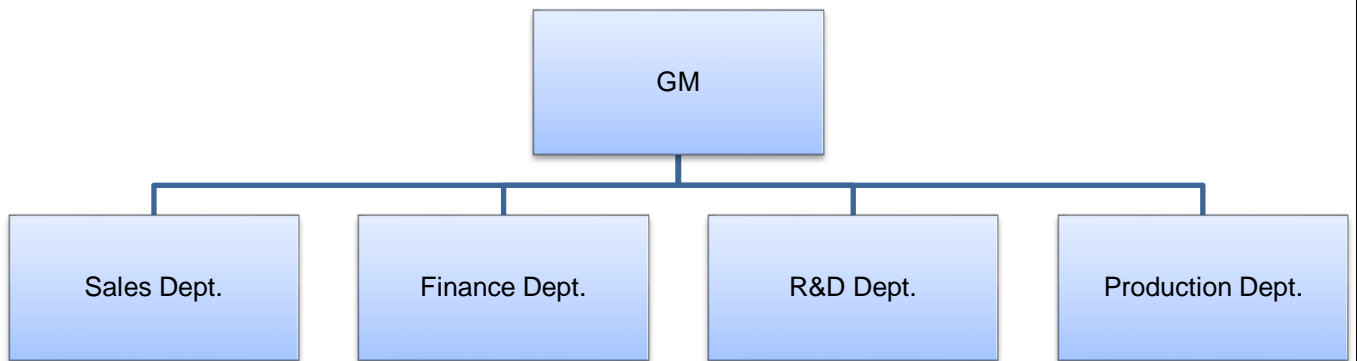 GM
Sales Dept.
Finance Dept.
R&D Dept.
Production Dept.